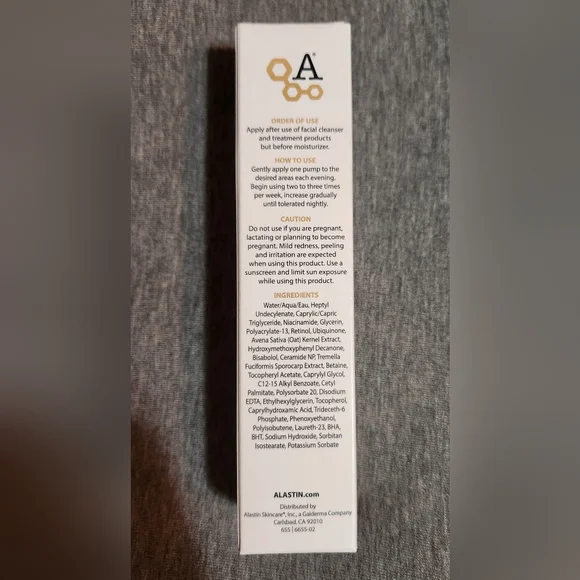 A
ORDER OF USE
Apply after use of facial cleanser
and treatment products
but before moisturizer.
HOW TO USE
Gently apply one pump to the
desired areas each evening.
Begin using two to three times
per week, increase gradually
until tolerated nightly.
CAUTION
Do not use if you are pregnant,
lactating or planning to become
pregnant. Mild redness, peeling
and irritation are expected
when using this product. Use a
sunscreen and limit sun exposure
while using this product.
INGREDIENTS
Water/Aqua/Eau, Heptyl
Undecylenate, Caprylic/Capric
Triglyceride, Niacinamide, Glycerin,
Polyacrylate-13, Retinol, Ubiquinone,
Avena Sativa (Oat) Kernel Extract,
Hydroxymethoxyphenyl Decanone,
Bisabolol, Ceramide NP, Tremella
Fuciformis Sporocarp Extract, Betaine,
Tocopheryl Acetate, Caprylyl Glycol,
C12-15 Alkyl Benzoate, Cetyl
Palmitate, Polysorbate 20, Disodium
EDTA, Ethylhexylglycerin, Tocopherol,
Caprylhydroxamic Acid, Trideceth-6
Phosphate, Phenoxyethanol,
Polyisobutene, Laureth-23, BHA,
BHT, Sodium Hydroxide, Sorbitan
Isostearate, Potassium Sorbate
ALASTIN.com
Distributed by
Alastin Skincare®, Inc., a Galderma Company
Carlsbad, CA 92010
655 | 6655-02